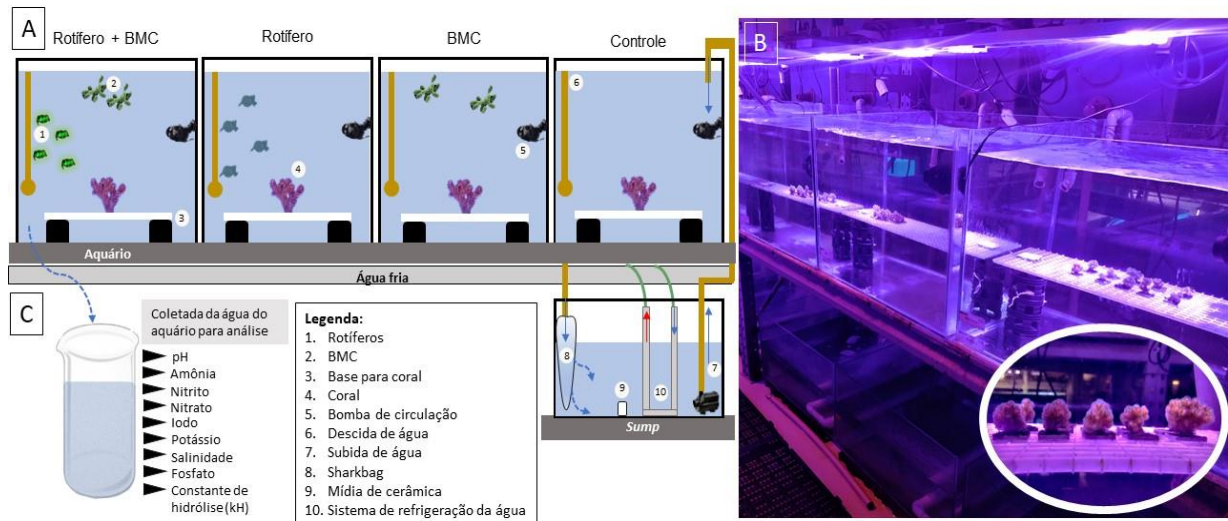 A
Rotífero + BMC
Rotífero
BMC
Controle
B
2
1
6
5
4
3
Aquário
Água fria
C
Coletada da água do
aquário para análise
pH
Amônia
Nitrito
Nitrato
Iodo
Potássio
Salinidade
Fosfato
Constante de
hidrólise(kH)
Legenda:
1. Rotíferos
2. BMC
3. Base para coral
4. Coral
5. Bomba de circulação
6. Descida de água
7. Subida de água
8. Sharkbag
9. Mídia de cerâmica
10. Sistema de refrigeração da água
8
9
10
7
Sump